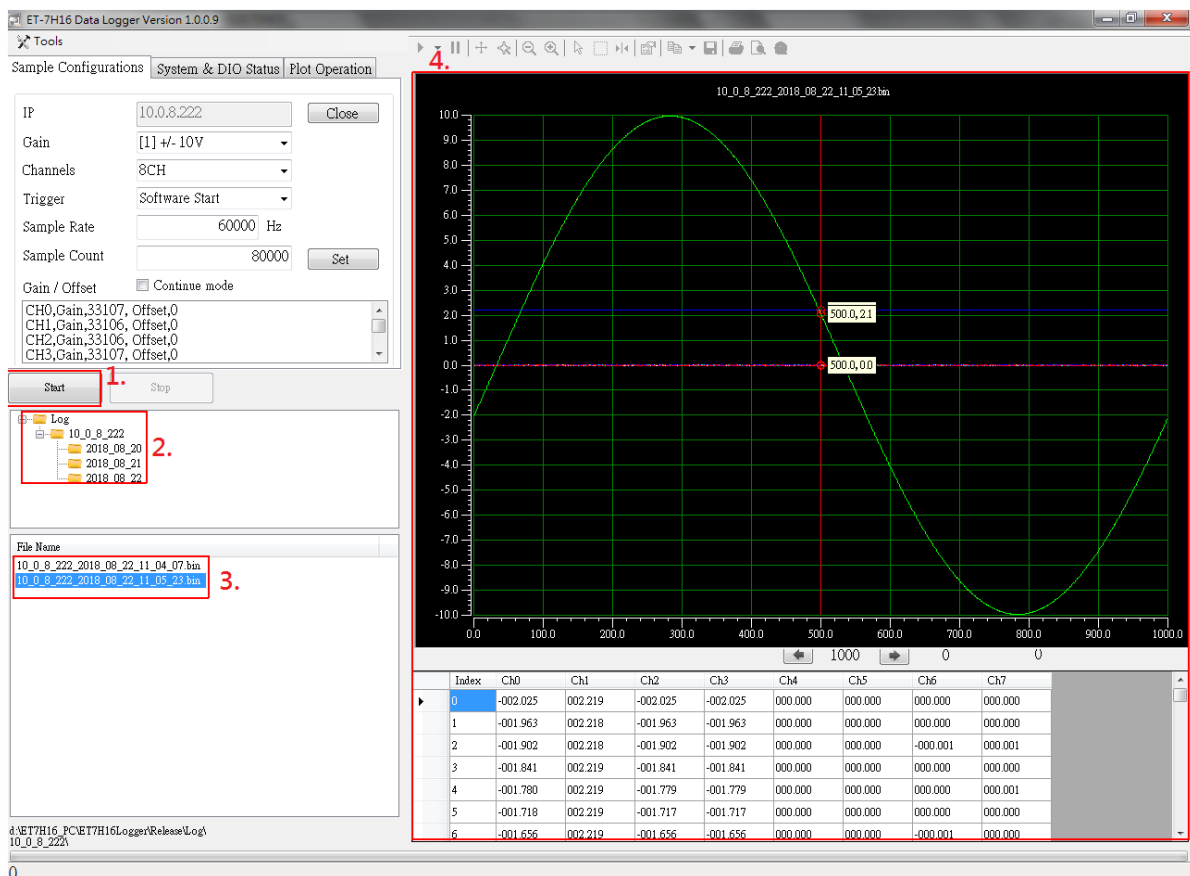 ET-7H16 Data Logger Version 1.0.0.9
Tools
4.
Sample Configurations System & DIO Status Plot Operation
IP 10.0.8.222 Close
Gain [1] +/- 10V
Channels 8CH
Trigger Software Start
Sample Rate 60000 Hz
Sample Count 80000 Set
Gain / Offset Continue mode
CH0,Gain,33107, Offset,0
CH1,Gain,33106, Offset,0
CH2,Gain,33106, Offset,0
CH3,Gain,33107, Offset,0
1.
Start Stop
Log
10_0_8_222
2018_08_20
2018_08_21
2018_08_22
2.
File Name
10_0_8_222_2018_08_22_11_04_07.bin
10_0_8_222_2018_08_22_11_05_23.bin
3.
d:\ET7H16_PC\ET7H16Logger\Release\Log\
10_0_8_222\
0
10_0_8_222_2018_08_22_11_05_23.bin
10.0
9.0
8.0
7.0
6.0
5.0
4.0
3.0
2.0
1.0
0.0
-1.0
-2.0
-3.0
-4.0
-5.0
-6.0
-7.0
-8.0
-9.0
-10.0
500.0, 2.1
500.0, 0.0
0.0 100.0 200.0 300.0 400.0 500.0 600.0 700.0 800.0 900.0 1000.0
1000 0 0
Index Ch0 Ch1 Ch2 Ch3 Ch4 Ch5 Ch6 Ch7
0 -002.025 002.219 -002.025 -002.025 000.000 000.000 000.000 000.000
1 -001.963 002.218 -001.963 -001.963 000.000 000.000 000.000 000.000
2 -001.902 002.218 -001.902 -001.902 000.000 000.000 -000.001 000.001
3 -001.841 002.219 -001.841 -001.841 000.000 000.000 000.000 000.000
4 -001.780 002.219 -001.779 -001.779 000.000 000.000 000.000 000.001
5 -001.718 002.219 -001.717 -001.717 000.000 000.000 000.000 000.000
6 -001.656 002.219 -001.656 -001.656 000.000 000.000 -000.001 000.000